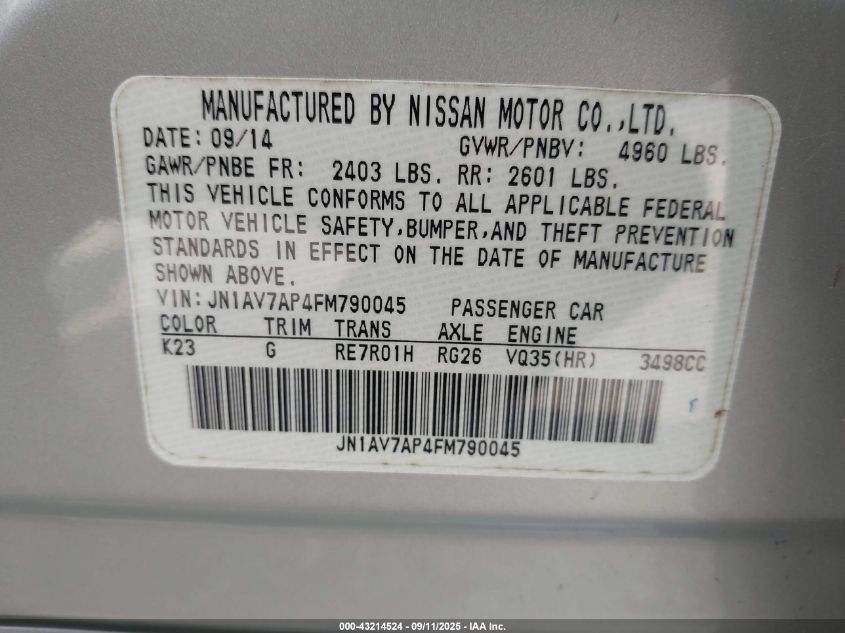 MANUFACTURED BY NISSAN MOTOR CO.,LTD.
DATE: 09/14 GVWR/PNBV: 4960 LBS.
GAWR/PNBE FR: 2403 LBS. RR: 2601 LBS.
THIS VEHICLE CONFORMS TO ALL APPLICABLE FEDERAL
MOTOR VEHICLE SAFETY,BUMPER,AND THEFT PREVENTION
STANDARDS IN EFFECT ON THE DATE OF MANUFACTURE
SHOWN ABOVE.
VIN:JN1AV7AP4FM790045 PASSENGER CAR
COLOR TRIM TRANS AXLE ENGINE
K23 G RE7R01H RG26 VQ35(HR) 3498CC
JN1AV7AP4FM790045
000-43214524 - 09/11/2025 - IAA Inc.